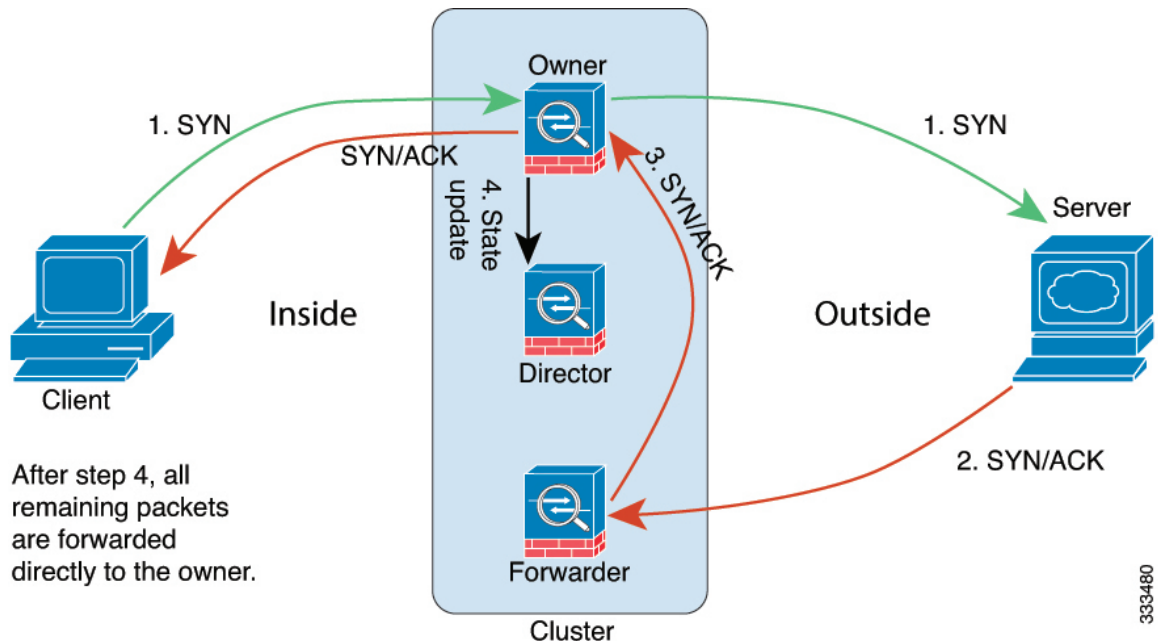 Owner
1. SYN
1. SYN
SYN/ACK
3. SYN/ACK
4. State
update
Server
Inside
Outside
Director
Client
2. SYN/ACK
After step 4, all
remaining packets
are forwarded
directly to the owner.
Forwarder
Cluster
333480